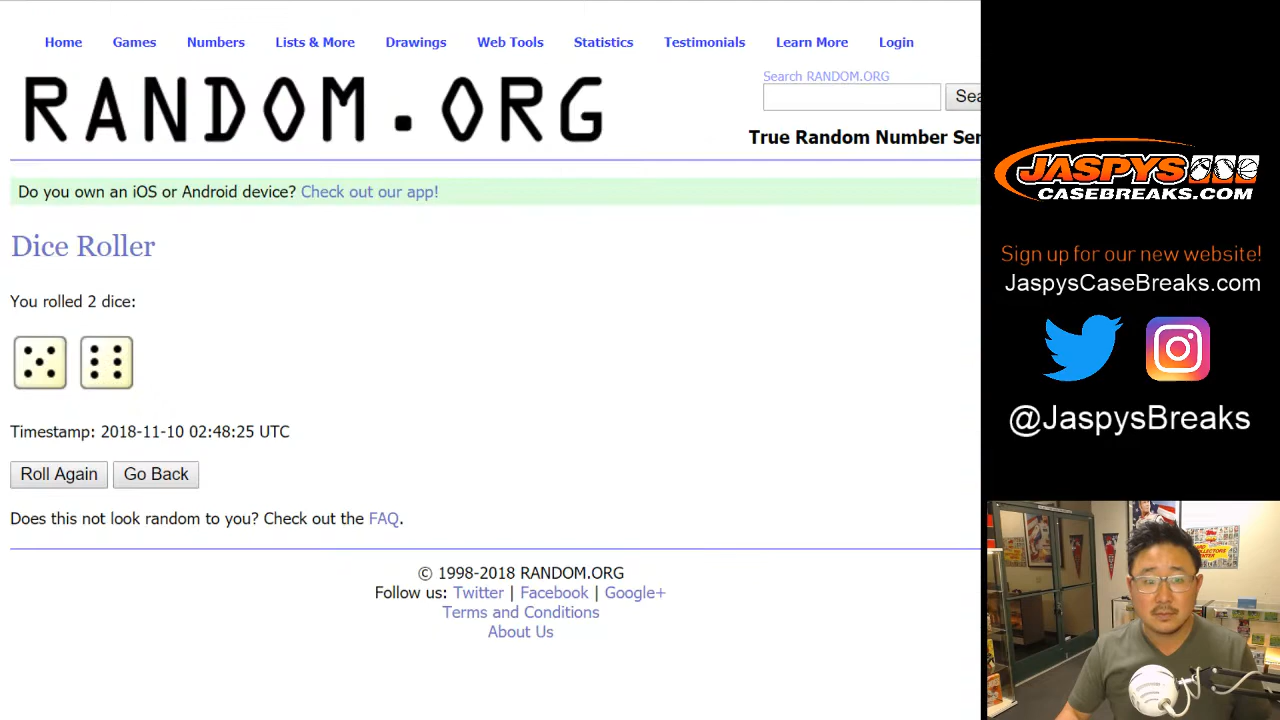 Home Games Numbers Lists & More Drawings Web Tools Statistics Testimonials Learn More Login
RANDOM.ORG
Search RANDOM.ORG
Sea
True Random Number Ser
Do you own an iOS or Android device? Check out our app!
Dice Roller
You rolled 2 dice:
Timestamp: 2018-11-10 02:48:25 UTC
Roll Again Go Back
Does this not look random to you? Check out the FAQ.
© 1998-2018 RANDOM.ORG
Follow us: Twitter | Facebook | Google+
Terms and Conditions
About Us
JASPYS
CASEBREAKS.COM
Sign up for our new website!
JaspysCaseBreaks.com
@JaspysBreaks